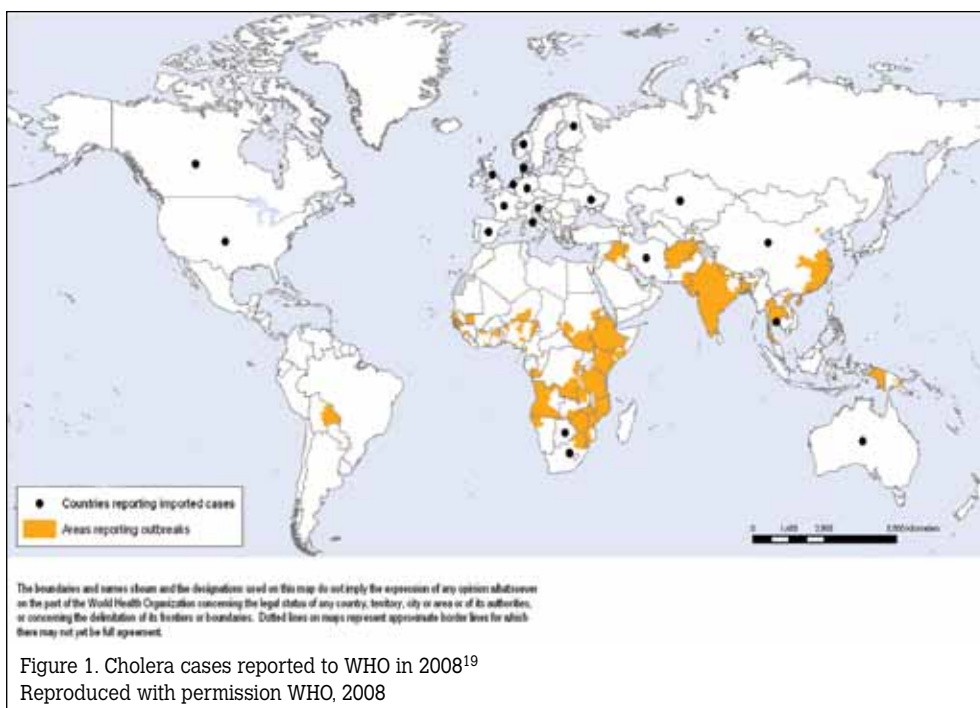 Countries reporting imported cases
Areas reporting outbreaks
0
kilometers
The boundaries and names shown and the designations used on this map do not imply the expression of any opinion whatsoever
on the part of the World Health Organization concerning the legal status of any country, territory, city or area or of its authorities,
or concerning the delimitation of its frontiers or boundaries. Dotted lines on maps represent approximate border lines for which
there may not yet be full agreement.
Figure 1. Cholera cases reported to WHO in 2008¹⁹
Reproduced with permission WHO, 2008